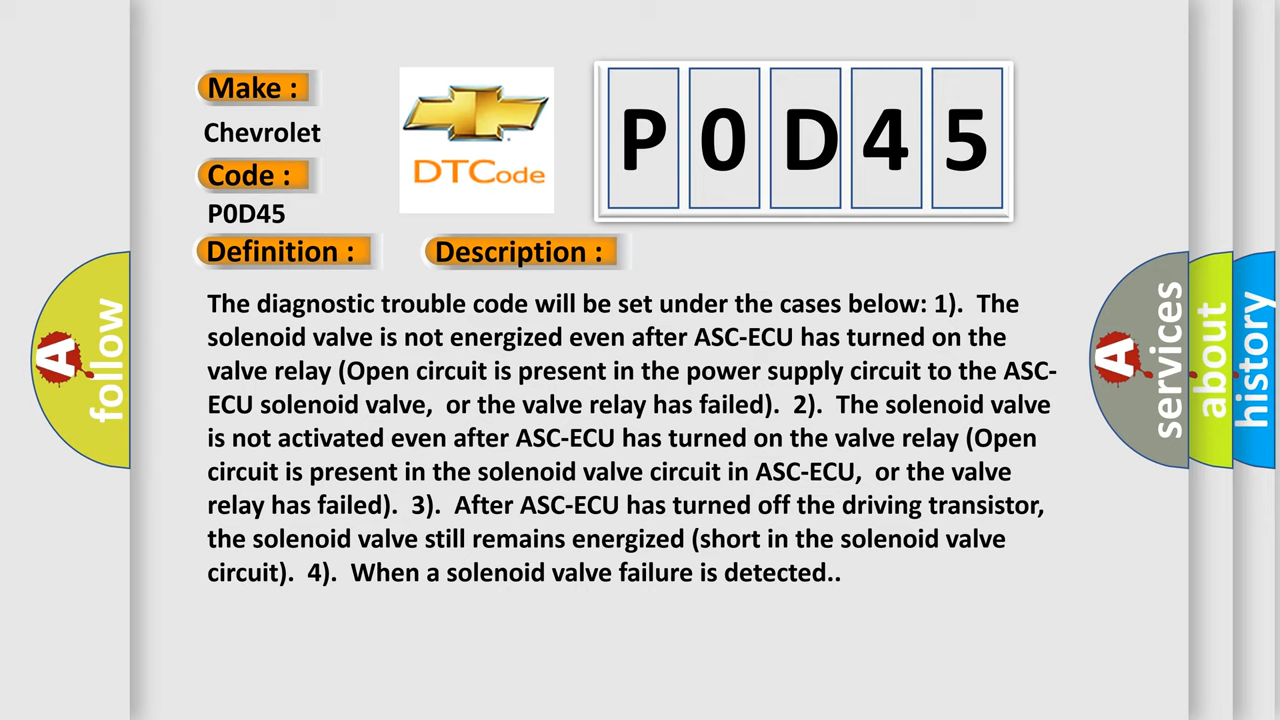 Make :
Chevrolet
Code :
P0D45
DTCode
P0D45
Definition :
Description :
The diagnostic trouble code will be set under the cases below: 1). The
solenoid valve is not energized even after ASC-ECU has turned on the
valve relay (Open circuit is present in the power supply circuit to the ASC-
ECU solenoid valve, or the valve relay has failed). 2). The solenoid valve
is not activated even after ASC-ECU has turned on the valve relay (Open
circuit is present in the solenoid valve circuit in ASC-ECU, or the valve
relay has failed). 3). After ASC-ECU has turned off the driving transistor,
the solenoid valve still remains energized (short in the solenoid valve
circuit). 4). When a solenoid valve failure is detected..
A
follow
A
services
about
history